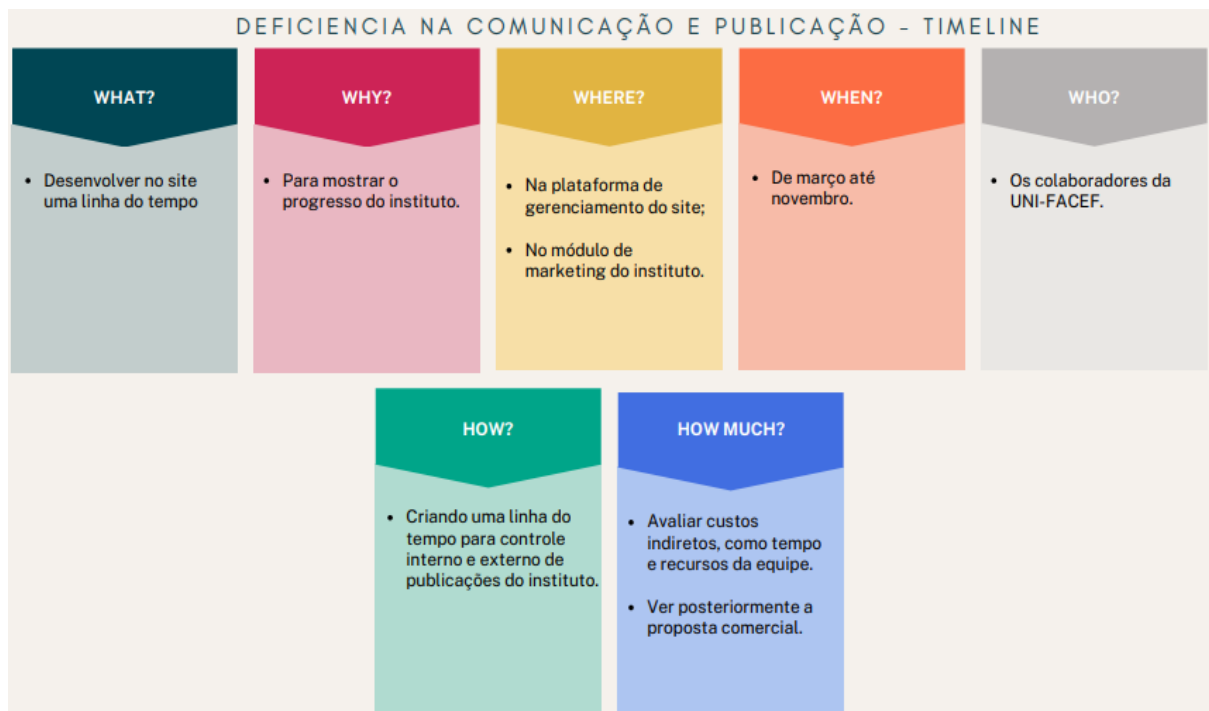 DEFICIENCIA NA COMUNICAÇÃO E PUBLICAÇÃO - TIMELINE
WHAT?
• Desenvolver no site
uma linha do tempo
WHY?
• Para mostrar o
progresso do instituto.
WHERE?
• Na plataforma de
gerenciamento do site;
• No módulo de
marketing do instituto.
WHEN?
• De março até
novembro.
WHO?
• Os colaboradores da
UNI-FACEF.
HOW?
• Criando uma linha do
tempo para controle
interno e externo de
publicações do instituto.
HOW MUCH?
• Avaliar custos
indiretos, como tempo
e recursos da equipe.
• Ver posteriormente a
proposta comercial.